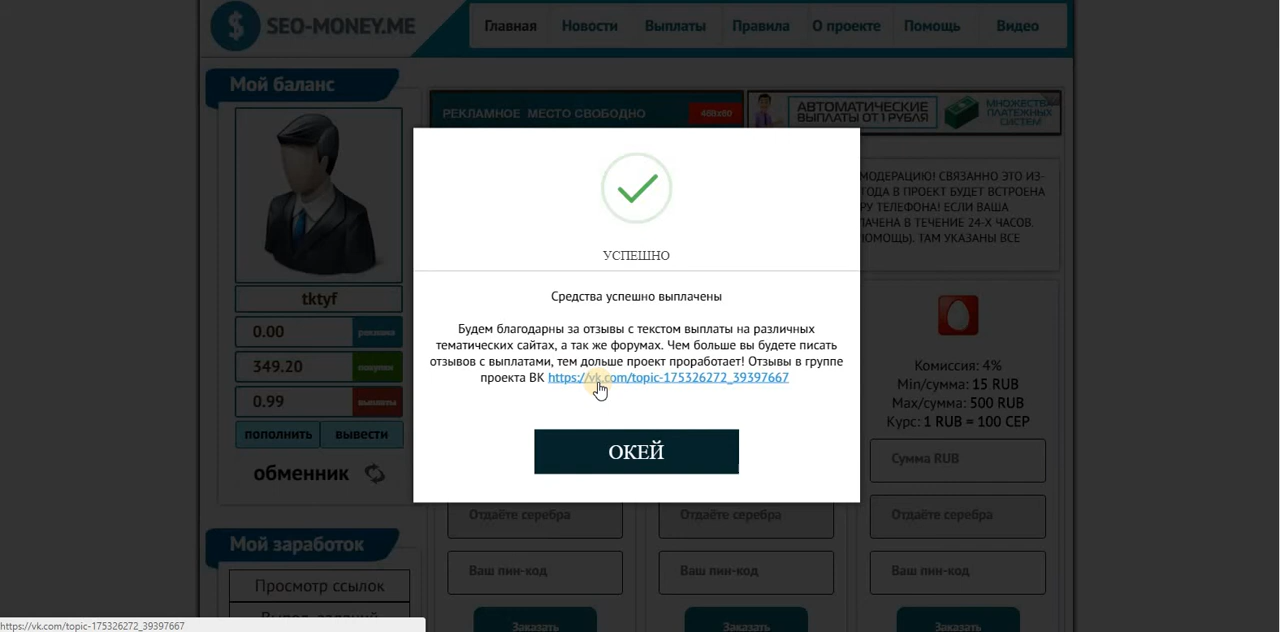 SEO-MONEY.ME
Главная Новости Выплаты Правила О проекте Помощь Видео
Мой баланс
РЕКЛАМНОЕ МЕСТО СВОБОДНО 468x60
АВТОМАТИЧЕСКИЕ
ВЫПЛАТЫ ОТ 1 РУБЛЯ
МНОЖЕСТВО
ПЛАТЕЖНЫХ
СИСТЕМ!
МОДЕРАЦИЮ! СВЯЗАННО ЭТО ИЗ-
ГОДА В ПРОЕКТ БУДЕТ ВСТРОЕНА
РУ ТЕЛЕФОНА! ЕСЛИ ВАША
ЛАЧЕНА В ТЕЧЕНИЕ 24-Х ЧАСОВ.
ПОМОЩЬ). ТАМ УКАЗАНЫ ВСЕ
УСПЕШНО
Средства успешно выплачены
Будем благодарны за отзывы с текстом выплаты на различных
тематических сайтах, а так же форумах. Чем больше вы будете писать
отзывов с выплатами, тем дольше проект проработает! Отзывы в группе
проекта ВК https://vk.com/topic-175326272_39397667
ОКЕЙ
tktyf
0.00 реклама
349.20 покупки
0.99 выплаты
пополнить вывести
обменник
Комиссия: 4%
Min/сумма: 15 RUB
Max/сумма: 500 RUB
Курс: 1 RUB = 100 СЕР
Сумма RUB
Отдаёте серебра Отдаёте серебра Отдаёте серебра
Ваш пин-код Ваш пин-код Ваш пин-код
Заказать Заказать Заказать
Мой заработок
Просмотр ссылок
https://vk.com/topic-175326272_39397667